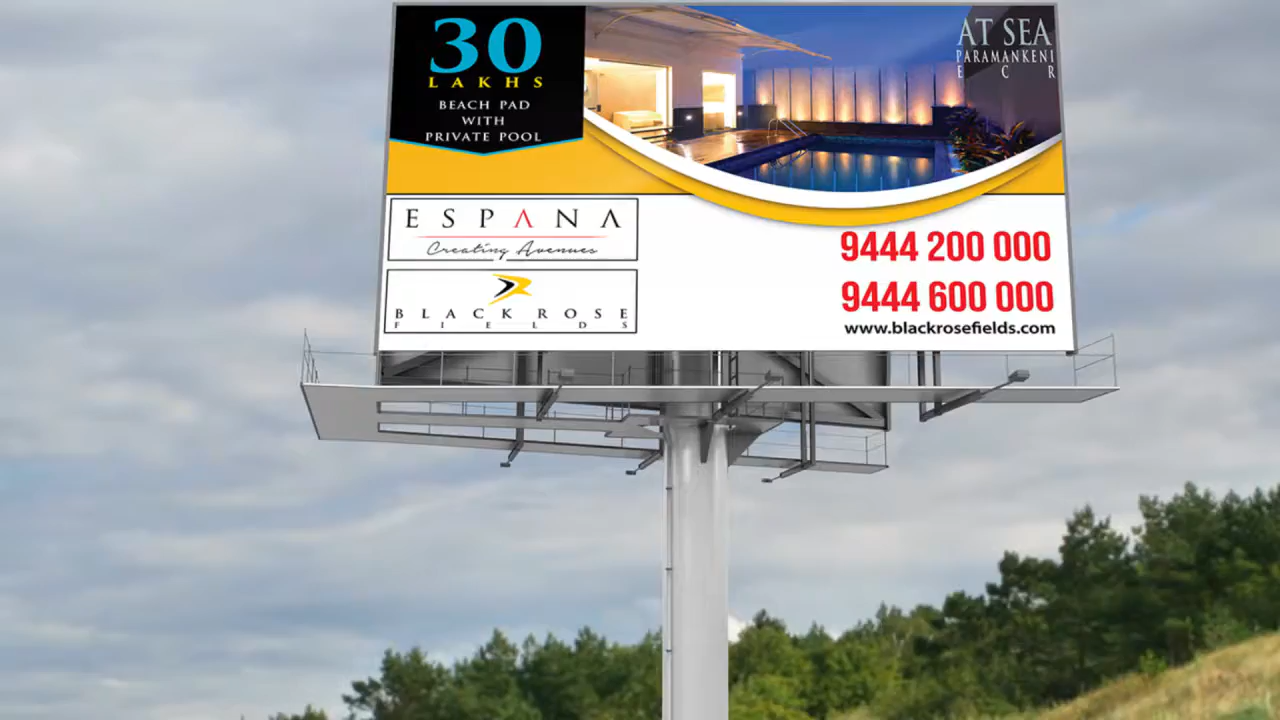 30
LAKHS
BEACH PAD
WITH
PRIVATE POOL
AT SEA
PARAMANKENI
E C R
ESPANA
Creating Avenues
BLACK ROSE
FIELDS
9444 200 000
9444 600 000
www.blackrosefields.com